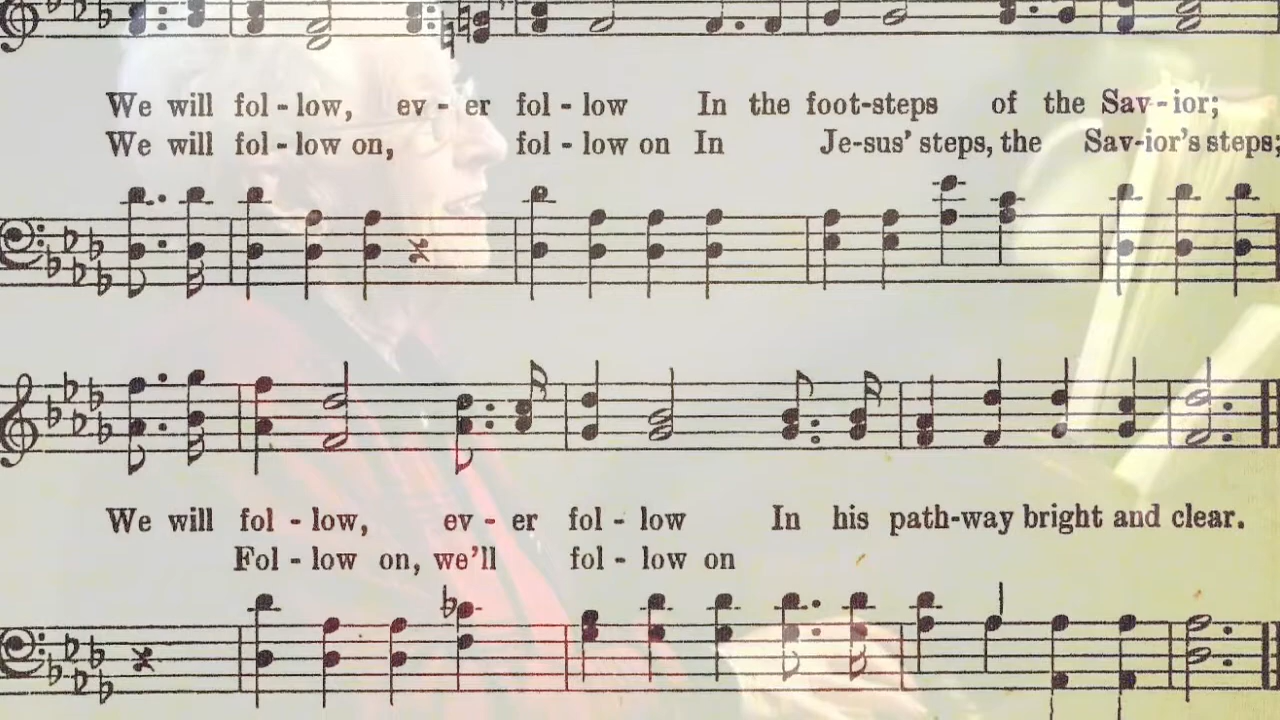 We will fol - low, ev - er fol - low In the foot-steps of the Sav - ior;
We will fol - low on, fol - low on In Je-sus' steps, the Sav-ior's steps;
We will fol - low, ev - er fol - low In his path-way bright and clear.
Fol - low on, we'll fol - low on